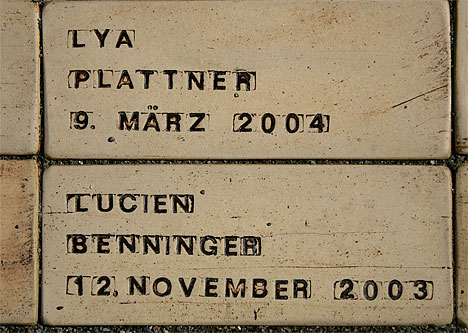 LYA
PLATTNER
9. MÄRZ 2004
LUCIEN
BENNINGER
12. NOVEMBER 2003